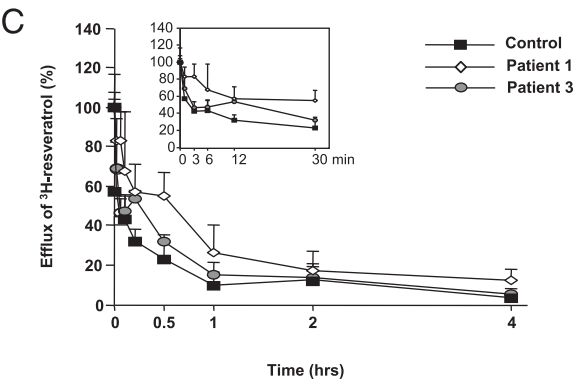 C
140
120
100
80
60
40
20
0
Efflux of ³H-resveratrol (%)
0 0.5 1 2 4
Time (hrs)
140
120
100
80
60
40
20
0
0 3 6 12 30 min
Control
Patient 1
Patient 3